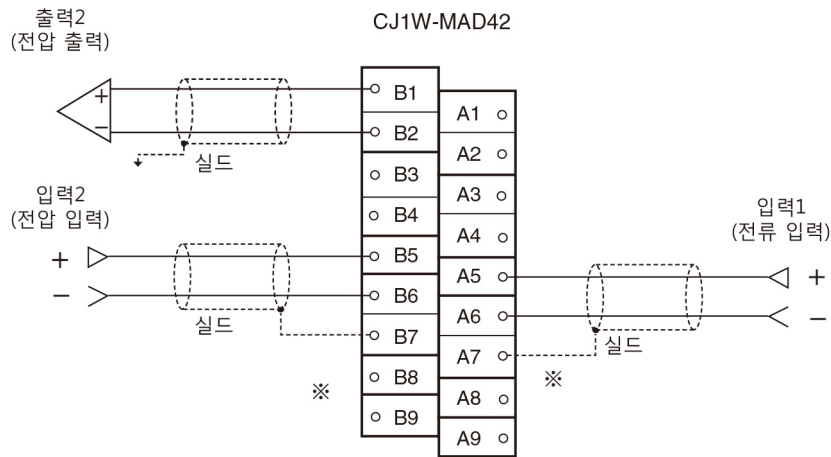 출력2
(전압 출력)
CJ1W-MAD42
+
−
실드
B1
B2
B3
B4
B5
B6
B7
B8
B9
A1
A2
A3
A4
A5
A6
A7
A8
A9
입력2
(전압 입력)
+
−
실드
※
입력1
(전류 입력)
+
−
실드
※